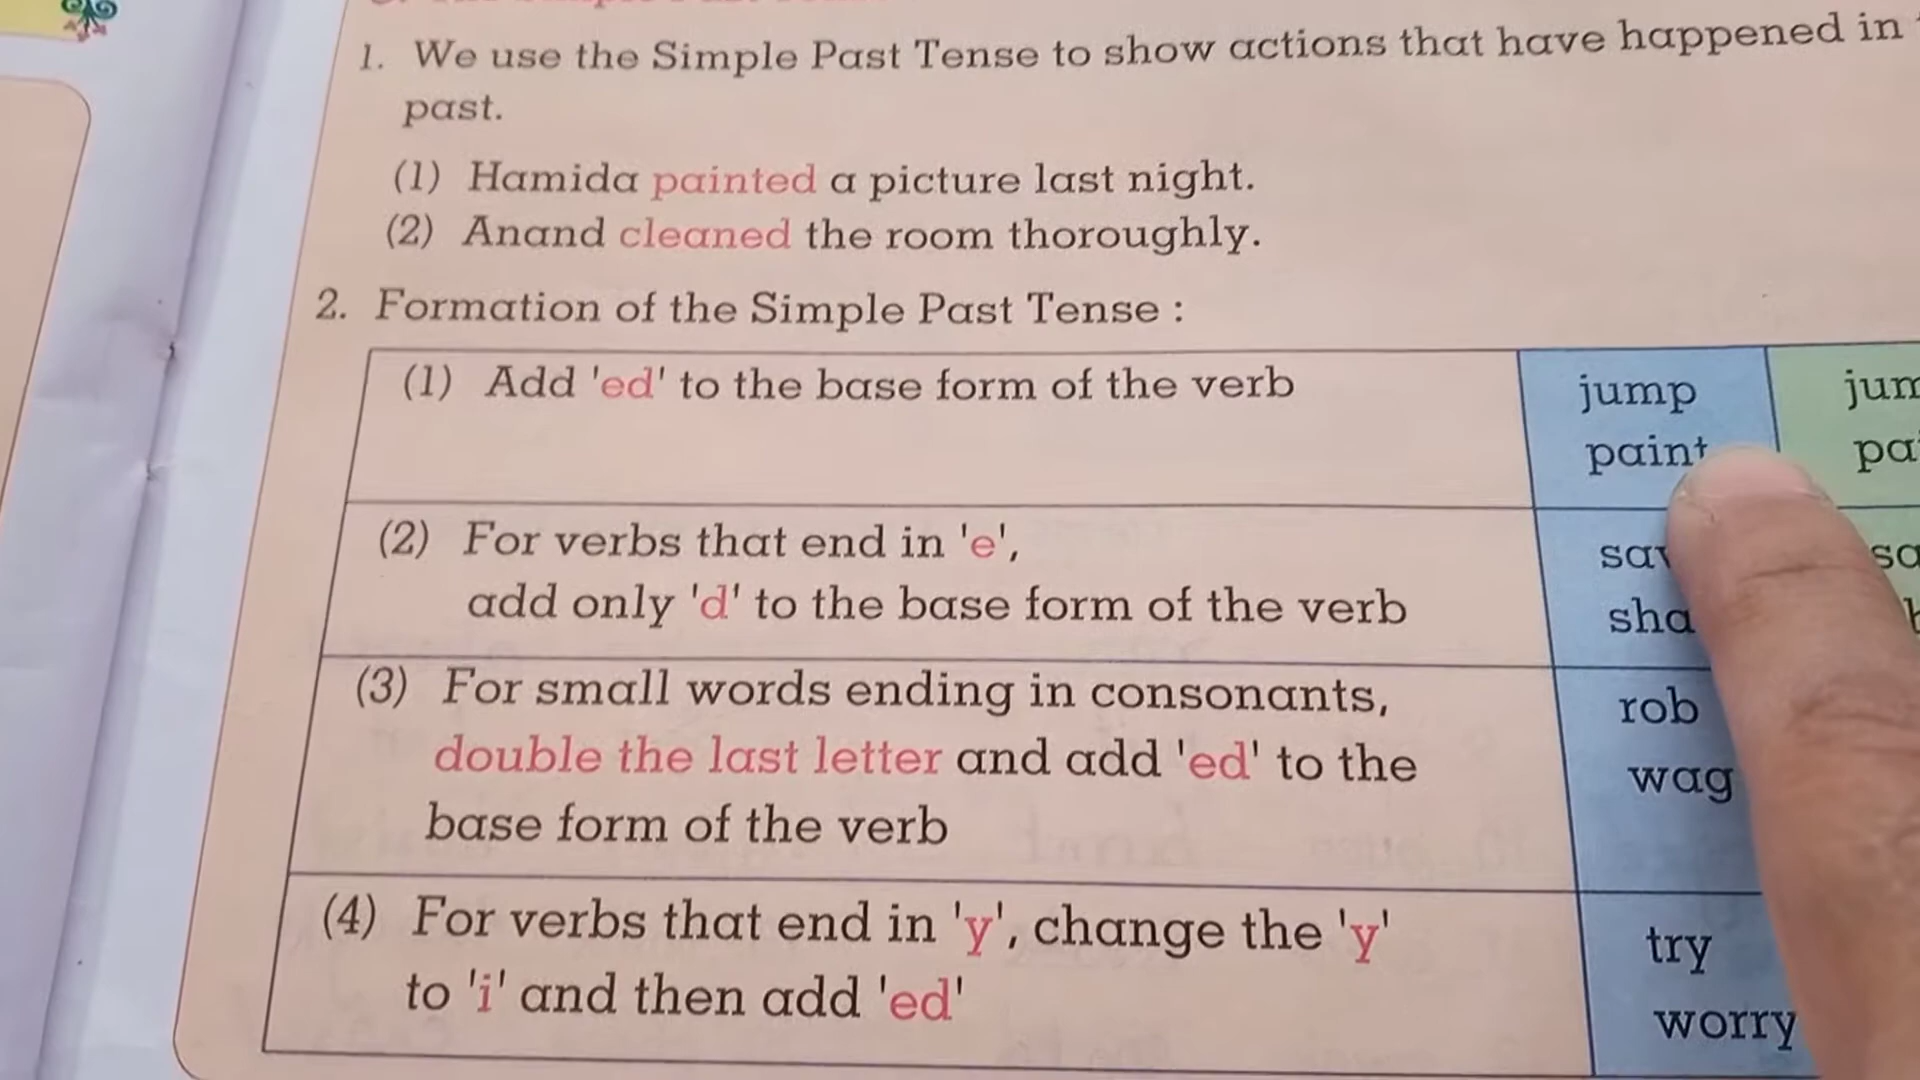 1. We use the Simple Past Tense to show actions that have happened in
past.
(1) Hamida painted a picture last night.
(2) Anand cleaned the room thoroughly.
2. Formation of the Simple Past Tense :
(1) Add 'ed' to the base form of the verb
jump
paint
(2) For verbs that end in 'e',
add only 'd' to the base form of the verb
(3) For small words ending in consonants,
double the last letter and add 'ed' to the
base form of the verb
rob
wag
(4) For verbs that end in 'y', change the 'y'
to 'i' and then add 'ed'
try
worry